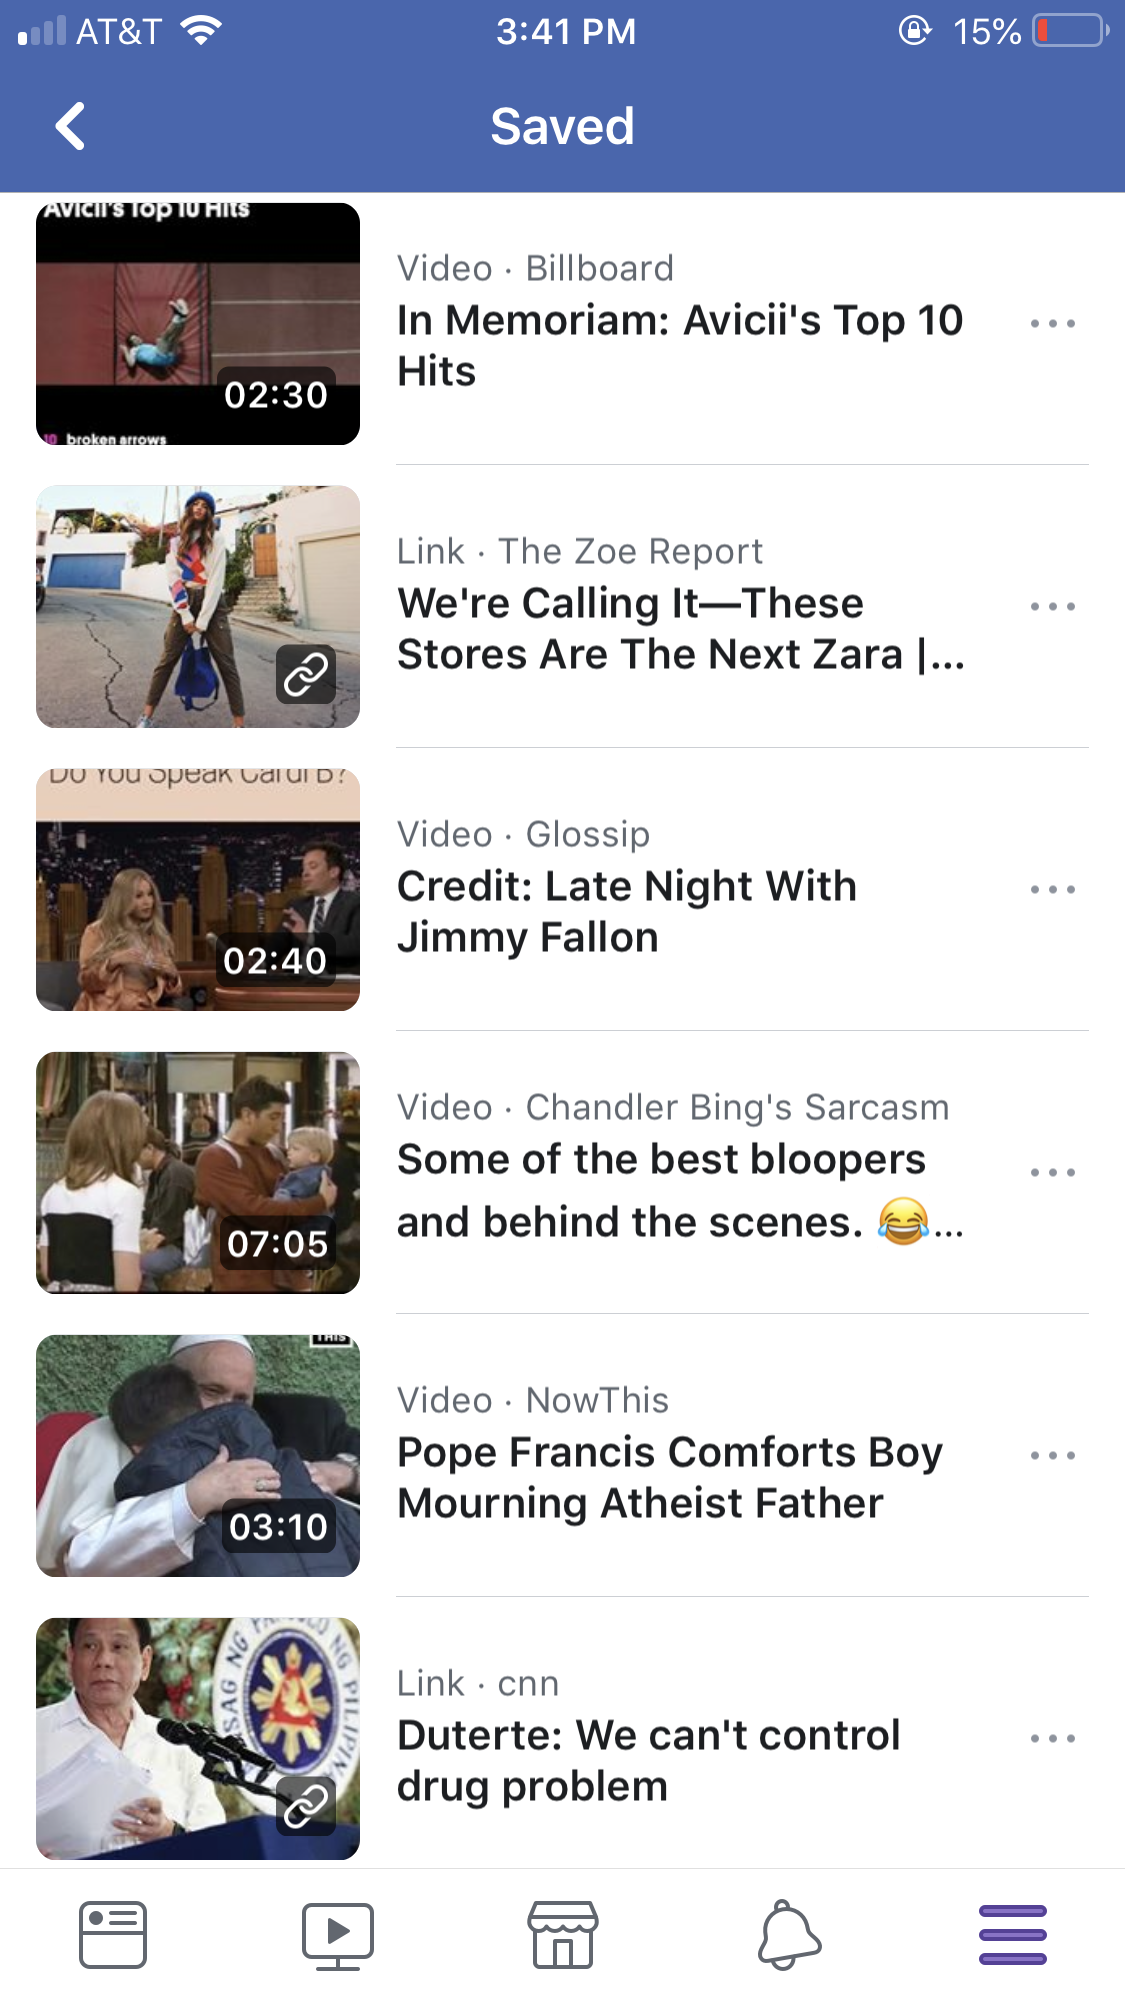 AT&T
3:41 PM
15%
Saved
Avicii's Top 10 Hits
02:30
10 broken arrows
Video · Billboard
In Memoriam: Avicii's Top 10
Hits
Link · The Zoe Report
We're Calling It—These
Stores Are The Next Zara |...
Do You Speak Cardi B?
02:40
Video · Glossip
Credit: Late Night With
Jimmy Fallon
07:05
Video · Chandler Bing's Sarcasm
Some of the best bloopers
and behind the scenes. 😂...
THIS
03:10
Video · NowThis
Pope Francis Comforts Boy
Mourning Atheist Father
NG PILIPINAS
Link · cnn
Duterte: We can't control
drug problem